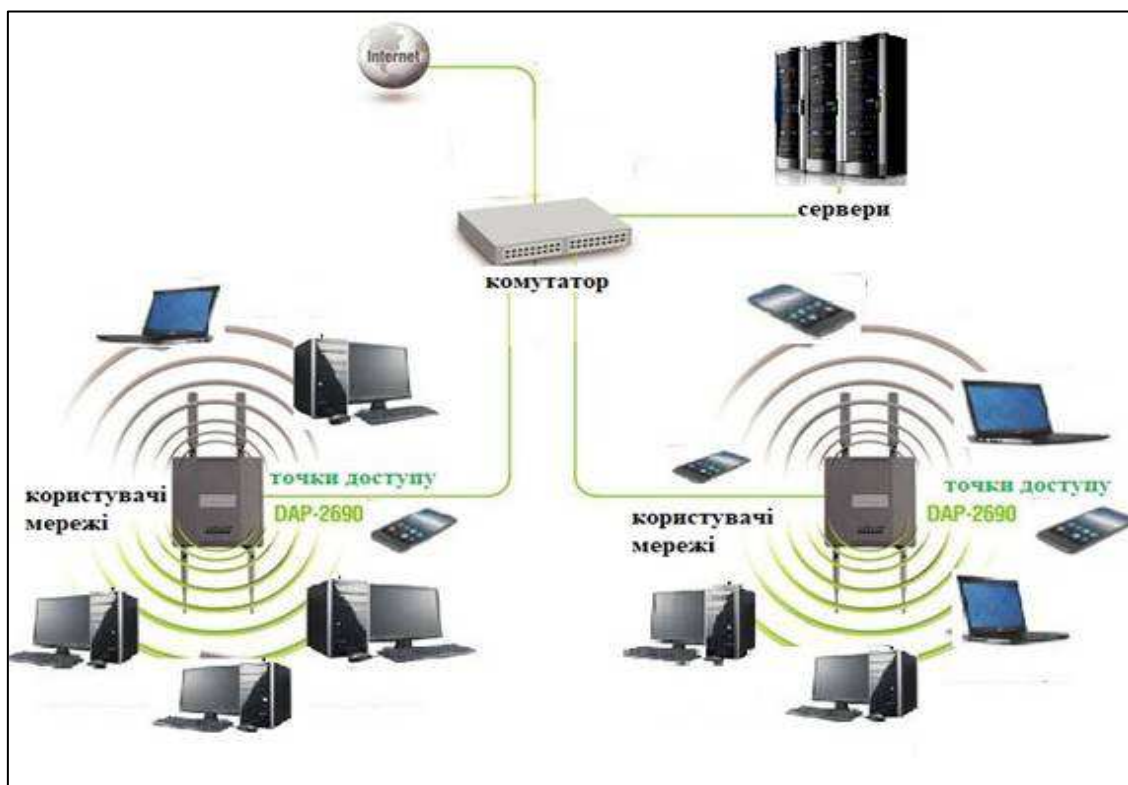 Internet
сервери
комутатор
точки доступу
DAP-2690
користувачі
мережі
точки доступу
DAP-2690
користувачі
мережі